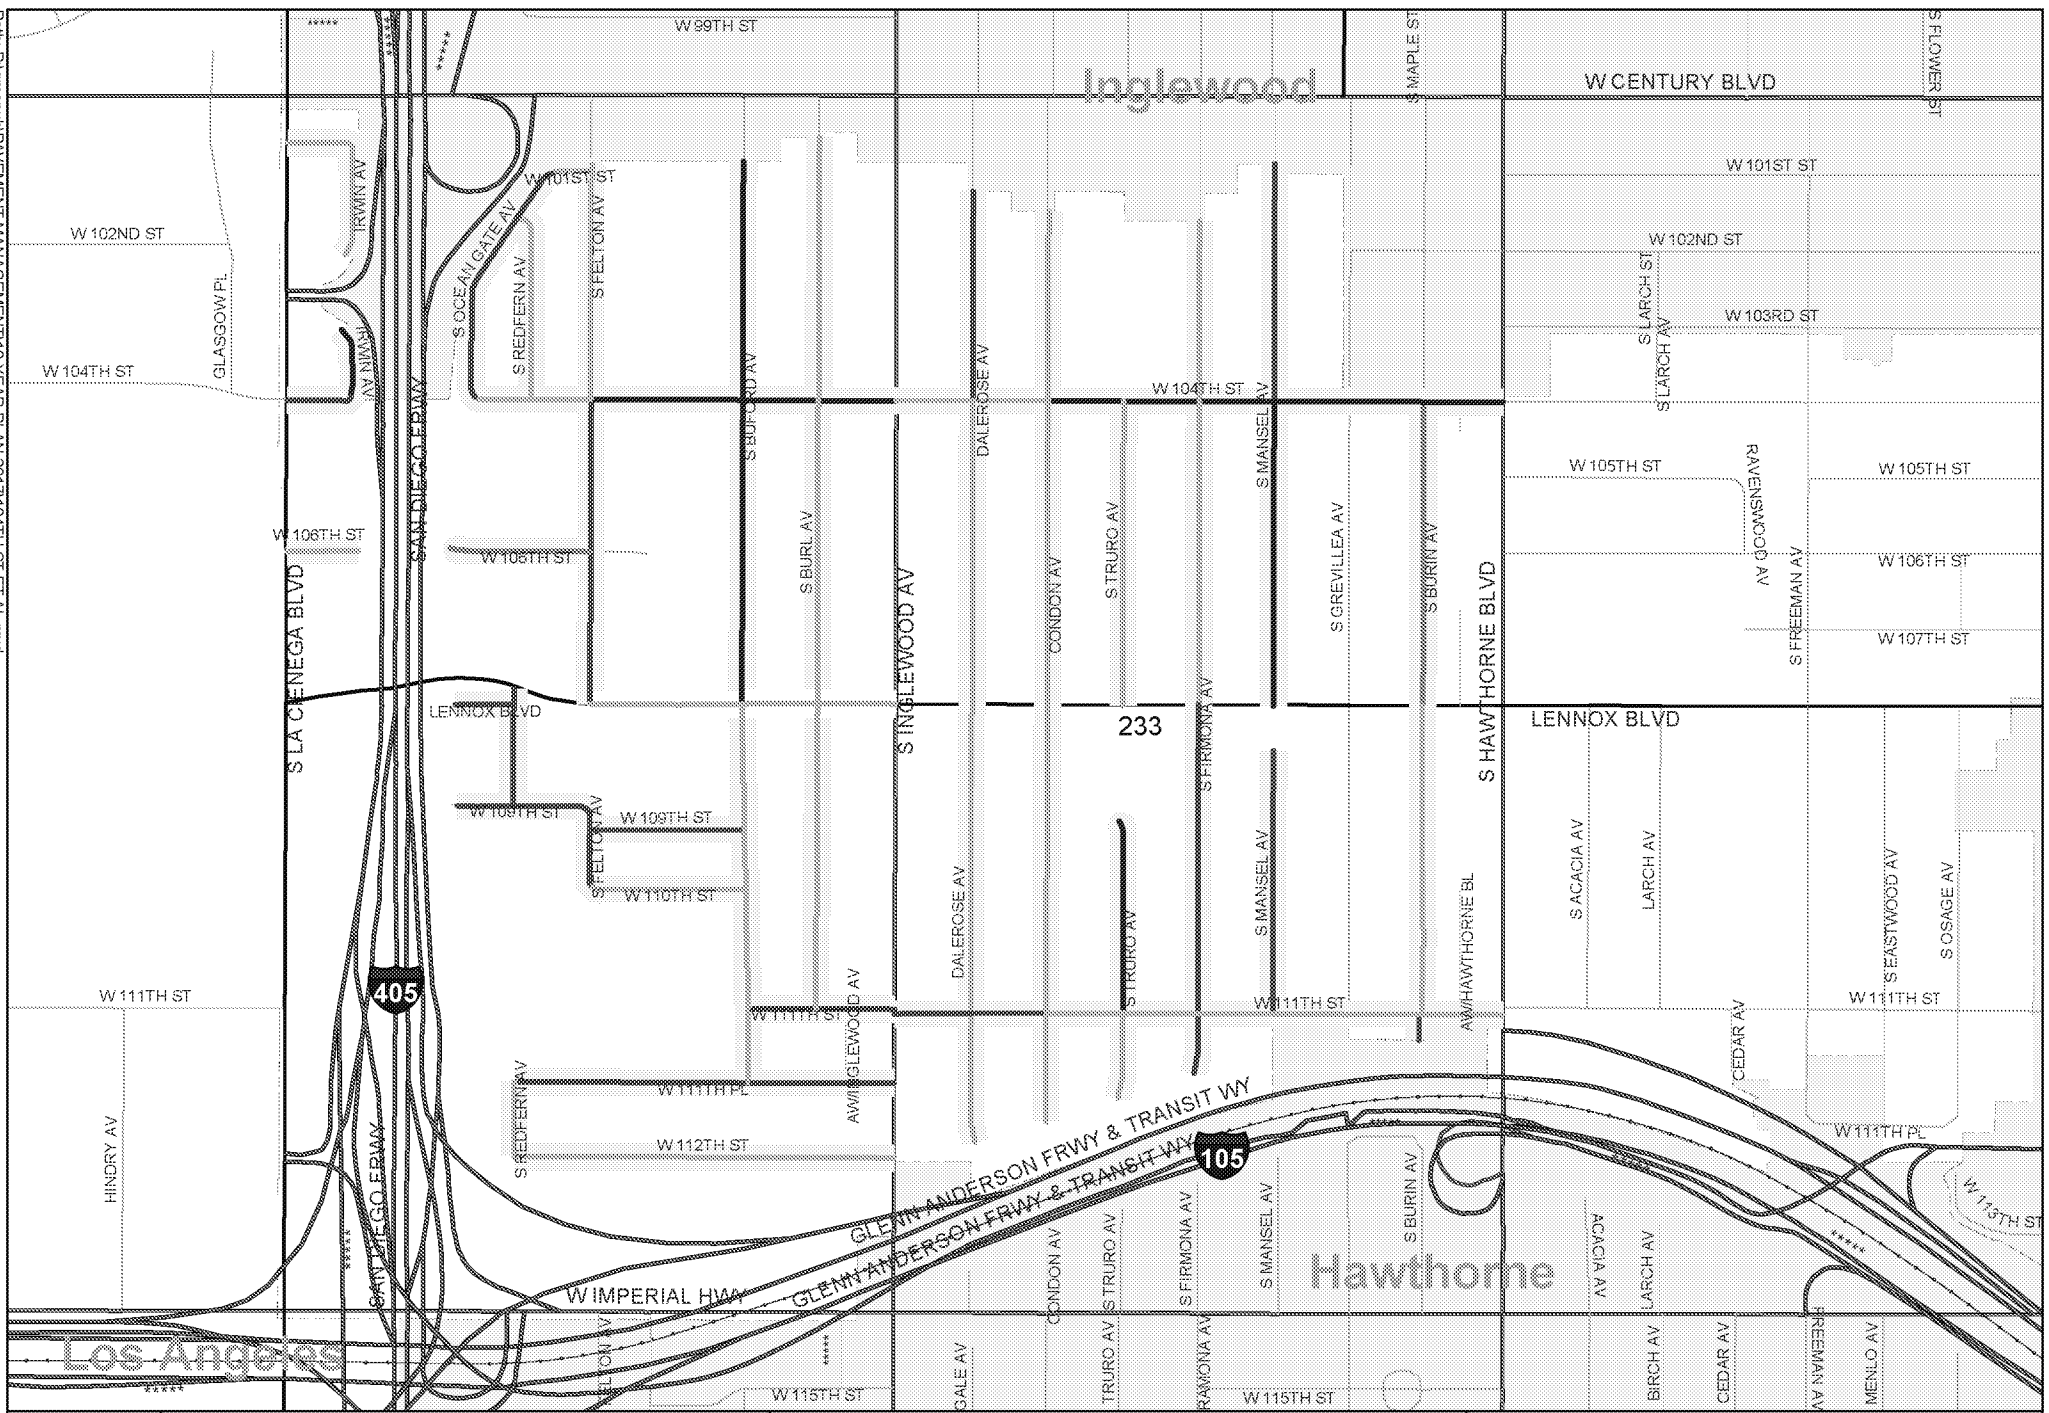 *****
*****
*****
W 99TH ST
S MAPLE ST
S FLOWER ST
Inglewood
W CENTURY BLVD
IRWIN AV
W 101ST ST
W 101ST ST
S FELTON AV
W 102ND ST
S OCEAN GATE AV
S REDFERN AV
W 102ND ST
S LARCH ST
GLASGOW PL
W 103RD ST
IRWIN AV
S LARCH AV
W 104TH ST
SAN DIEGO FRWY
S BUFORD AV
DALEROSE AV
W 104TH ST
S MANSEL AV
W 105TH ST
RAVENSWOOD AV
W 105TH ST
W 106TH ST
W 106TH ST
S BURL AV
CONDON AV
S TRURO AV
S GREVILLEA AV
S BURIN AV
S FREEMAN AV
W 106TH ST
W 107TH ST
S LA CIENEGA BLVD
S INGLEWOOD AV
S HAWTHORNE BLVD
LENNOX BLVD
233
LENNOX BLVD
S FIRMONA AV
W 109TH ST
S FELTON AV
W 109TH ST
W 110TH ST
DALEROSE AV
S TRURO AV
S MANSEL AV
AW/HAWTHORNE BL
S ACACIA AV
LARCH AV
S EASTWOOD AV
S OSAGE AV
405
W 111TH ST
W 111TH ST
AW/INGLEWOOD AV
W 111TH ST
W 111TH ST
CEDAR AV
S REDFERN AV
W 111TH PL
HINDRY AV
SAN DIEGO FRWY
W 112TH ST
GLENN ANDERSON FRWY & TRANSIT WY
GLENN ANDERSON FRWY & TRANSIT WY
105
*****
*****
W 111TH PL
W 113TH ST
*****
*****
CONDON AV
S TRURO AV
S FIRMONA AV
S MANSEL AV
S BURIN AV
Hawthorne
ACACIA AV
LARCH AV
W IMPERIAL HWY
Los Angeles
*****
*****
W 115TH ST
GALE AV
TRURO AV
RAMONA AV
W 115TH ST
BIRCH AV
CEDAR AV
FREEMAN AV
MENLO AV